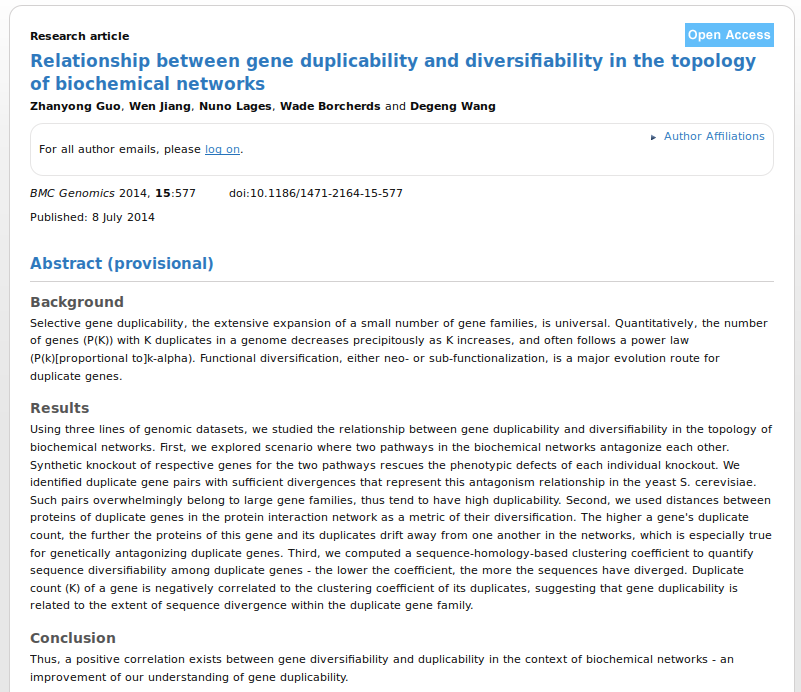 Research article
Open Access
Relationship between gene duplicability and diversifiability in the topology
of biochemical networks
Zhanyong Guo, Wen Jiang, Nuno Lages, Wade Borcherds and Degeng Wang
Author Affiliations
For all author emails, please log on.
BMC Genomics 2014, 15:577 doi:10.1186/1471-2164-15-577
Published: 8 July 2014
Abstract (provisional)
Background
Selective gene duplicability, the extensive expansion of a small number of gene families, is universal. Quantitatively, the number
of genes (P(K)) with K duplicates in a genome decreases precipitously as K increases, and often follows a power law
(P(k)[proportional to]k-alpha). Functional diversification, either neo- or sub-functionalization, is a major evolution route for
duplicate genes.
Results
Using three lines of genomic datasets, we studied the relationship between gene duplicability and diversifiability in the topology of
biochemical networks. First, we explored scenario where two pathways in the biochemical networks antagonize each other.
Synthetic knockout of respective genes for the two pathways rescues the phenotypic defects of each individual knockout. We
identified duplicate gene pairs with sufficient divergences that represent this antagonism relationship in the yeast S. cerevisiae.
Such pairs overwhelmingly belong to large gene families, thus tend to have high duplicability. Second, we used distances between
proteins of duplicate genes in the protein interaction network as a metric of their diversification. The higher a gene's duplicate
count, the further the proteins of this gene and its duplicates drift away from one another in the networks, which is especially true
for genetically antagonizing duplicate genes. Third, we computed a sequence-homology-based clustering coefficient to quantify
sequence diversifiability among duplicate genes - the lower the coefficient, the more the sequences have diverged. Duplicate
count (K) of a gene is negatively correlated to the clustering coefficient of its duplicates, suggesting that gene duplicability is
related to the extent of sequence divergence within the duplicate gene family.
Conclusion
Thus, a positive correlation exists between gene diversifiability and duplicability in the context of biochemical networks - an
improvement of our understanding of gene duplicability.